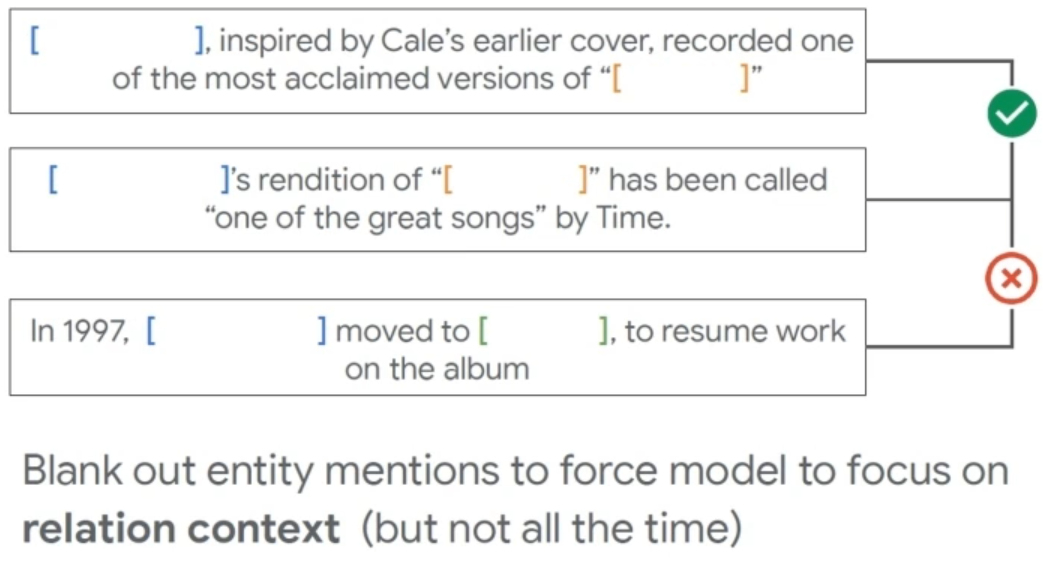 [ ], inspired by Cale's earlier cover, recorded one
of the most acclaimed versions of “[ ]”
[ ]'s rendition of “[ ]” has been called
“one of the great songs” by Time.
In 1997, [ ] moved to [ ], to resume work
on the album
Blank out entity mentions to force model to focus on
relation context (but not all the time)